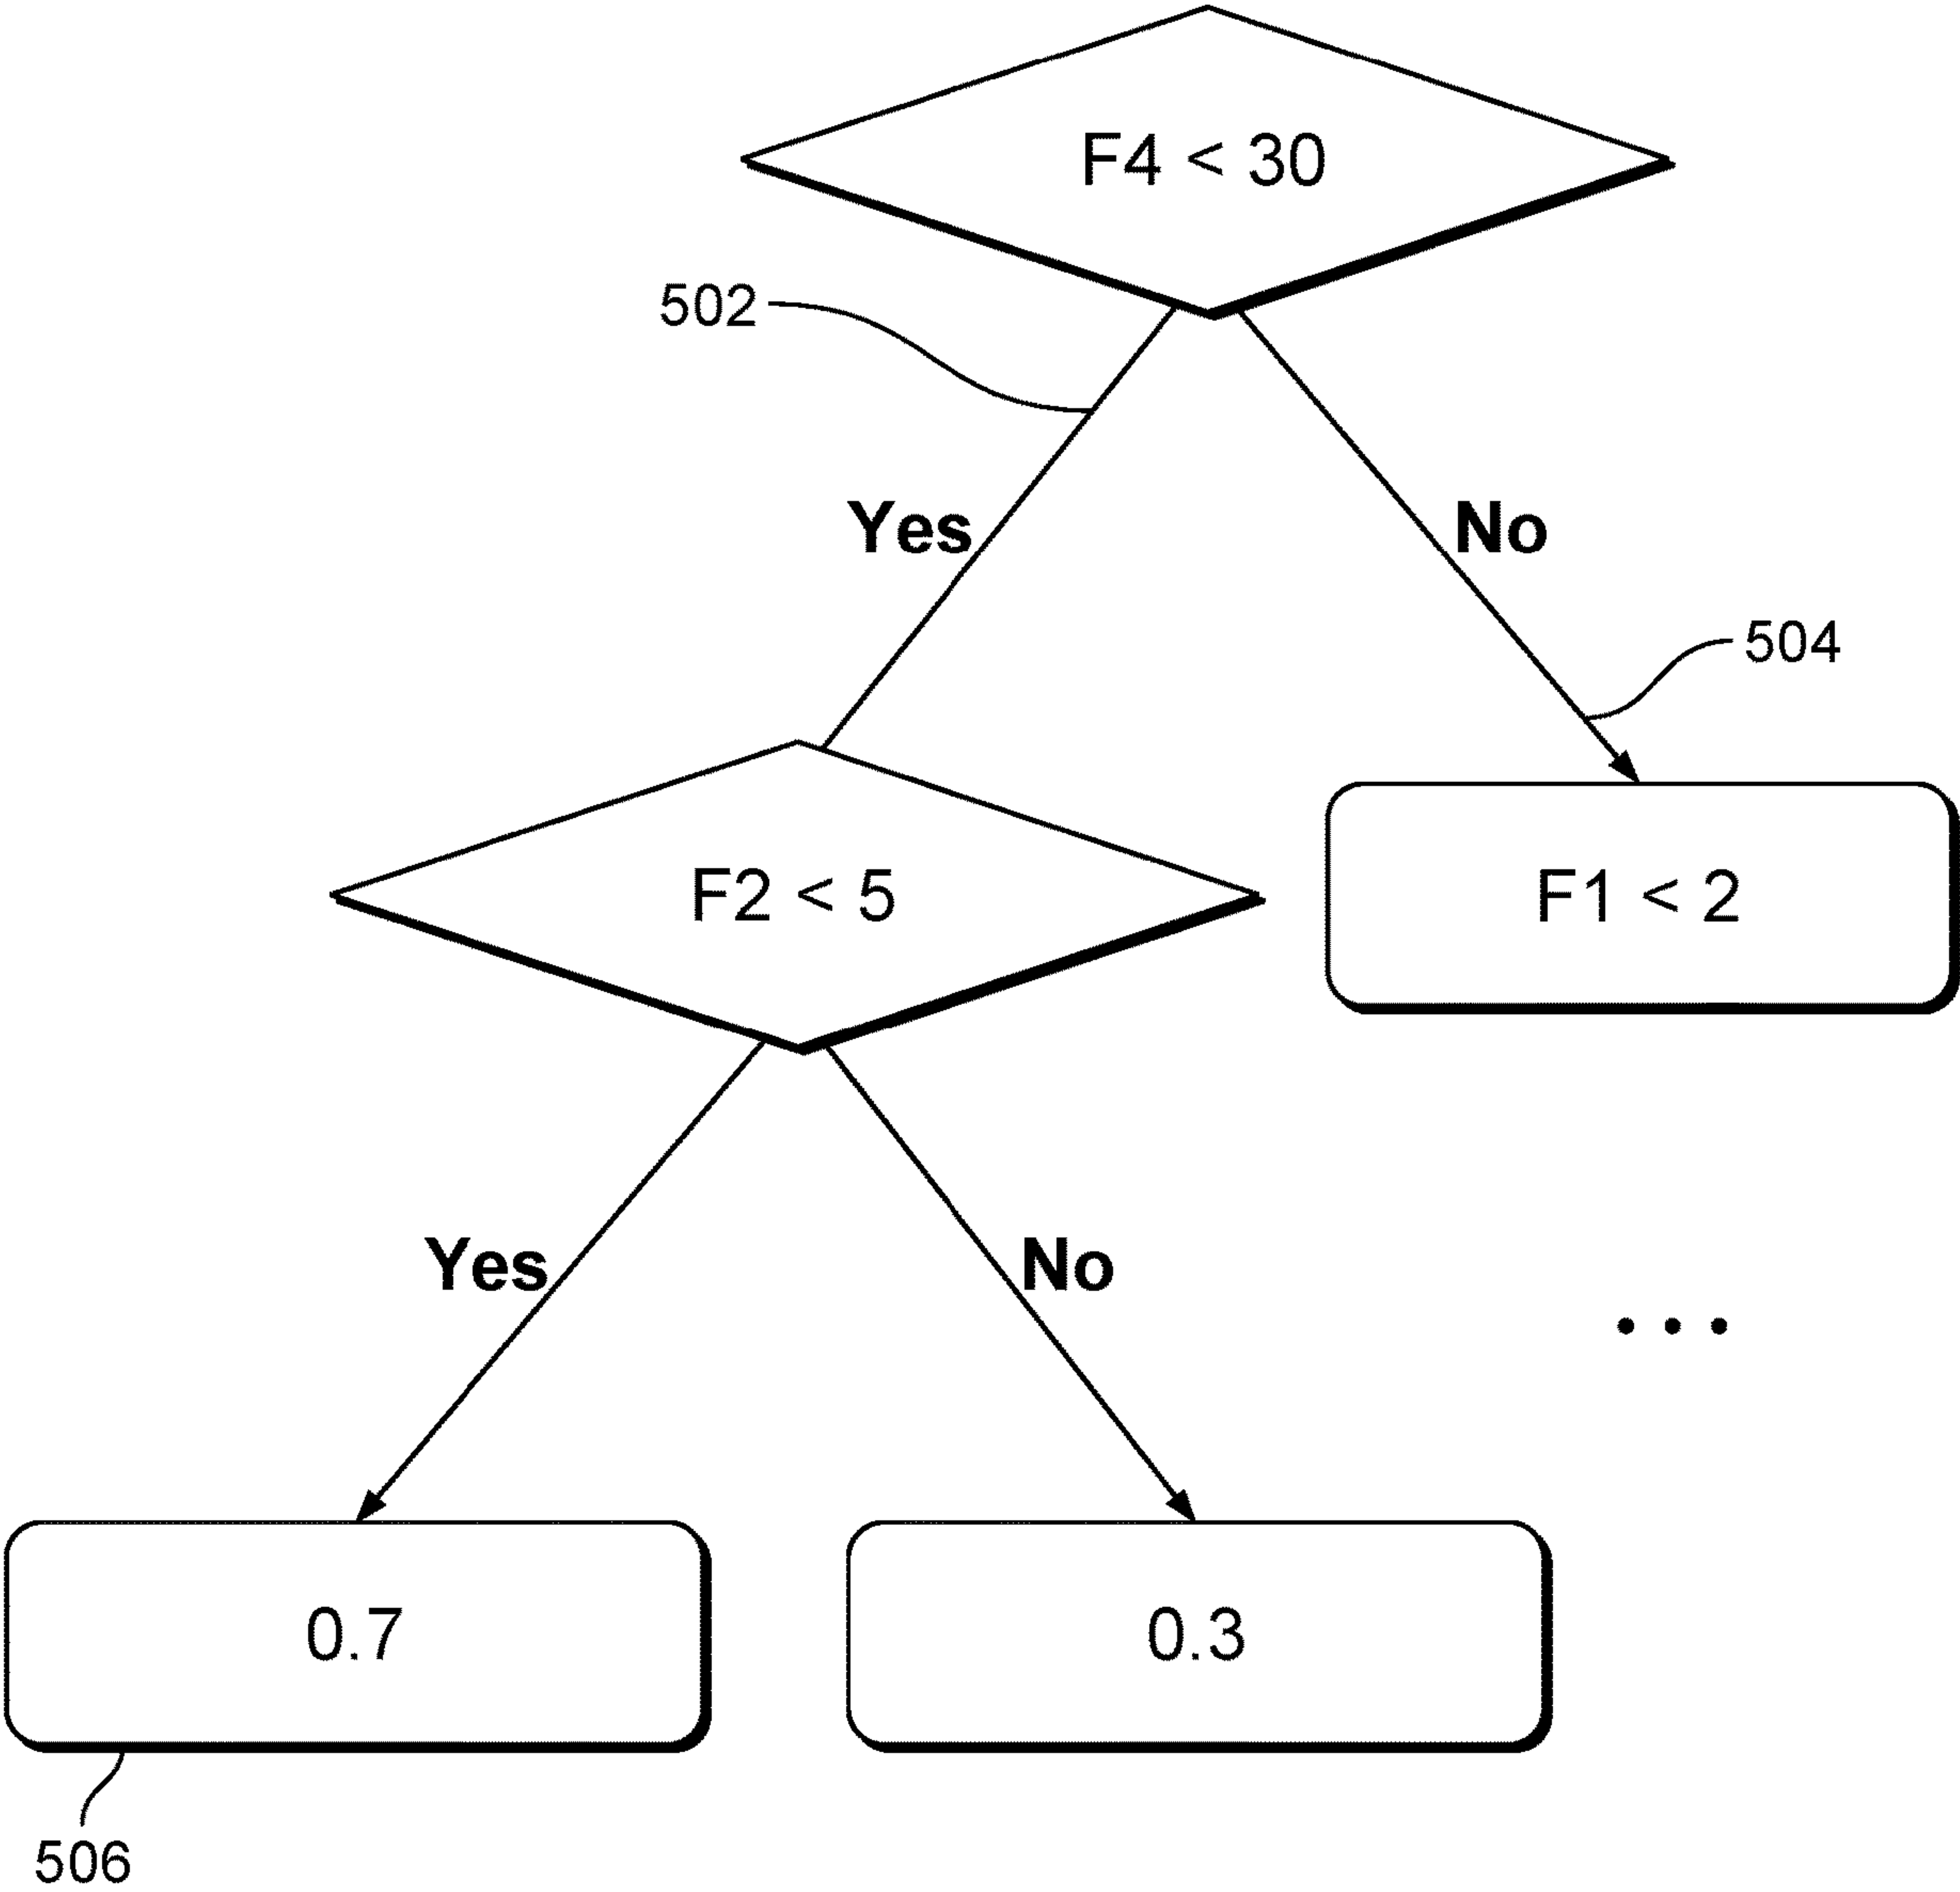 F4 < 30
502
Yes
No
504
F2 < 5
F1 < 2
Yes
No
...
0.7
0.3
506